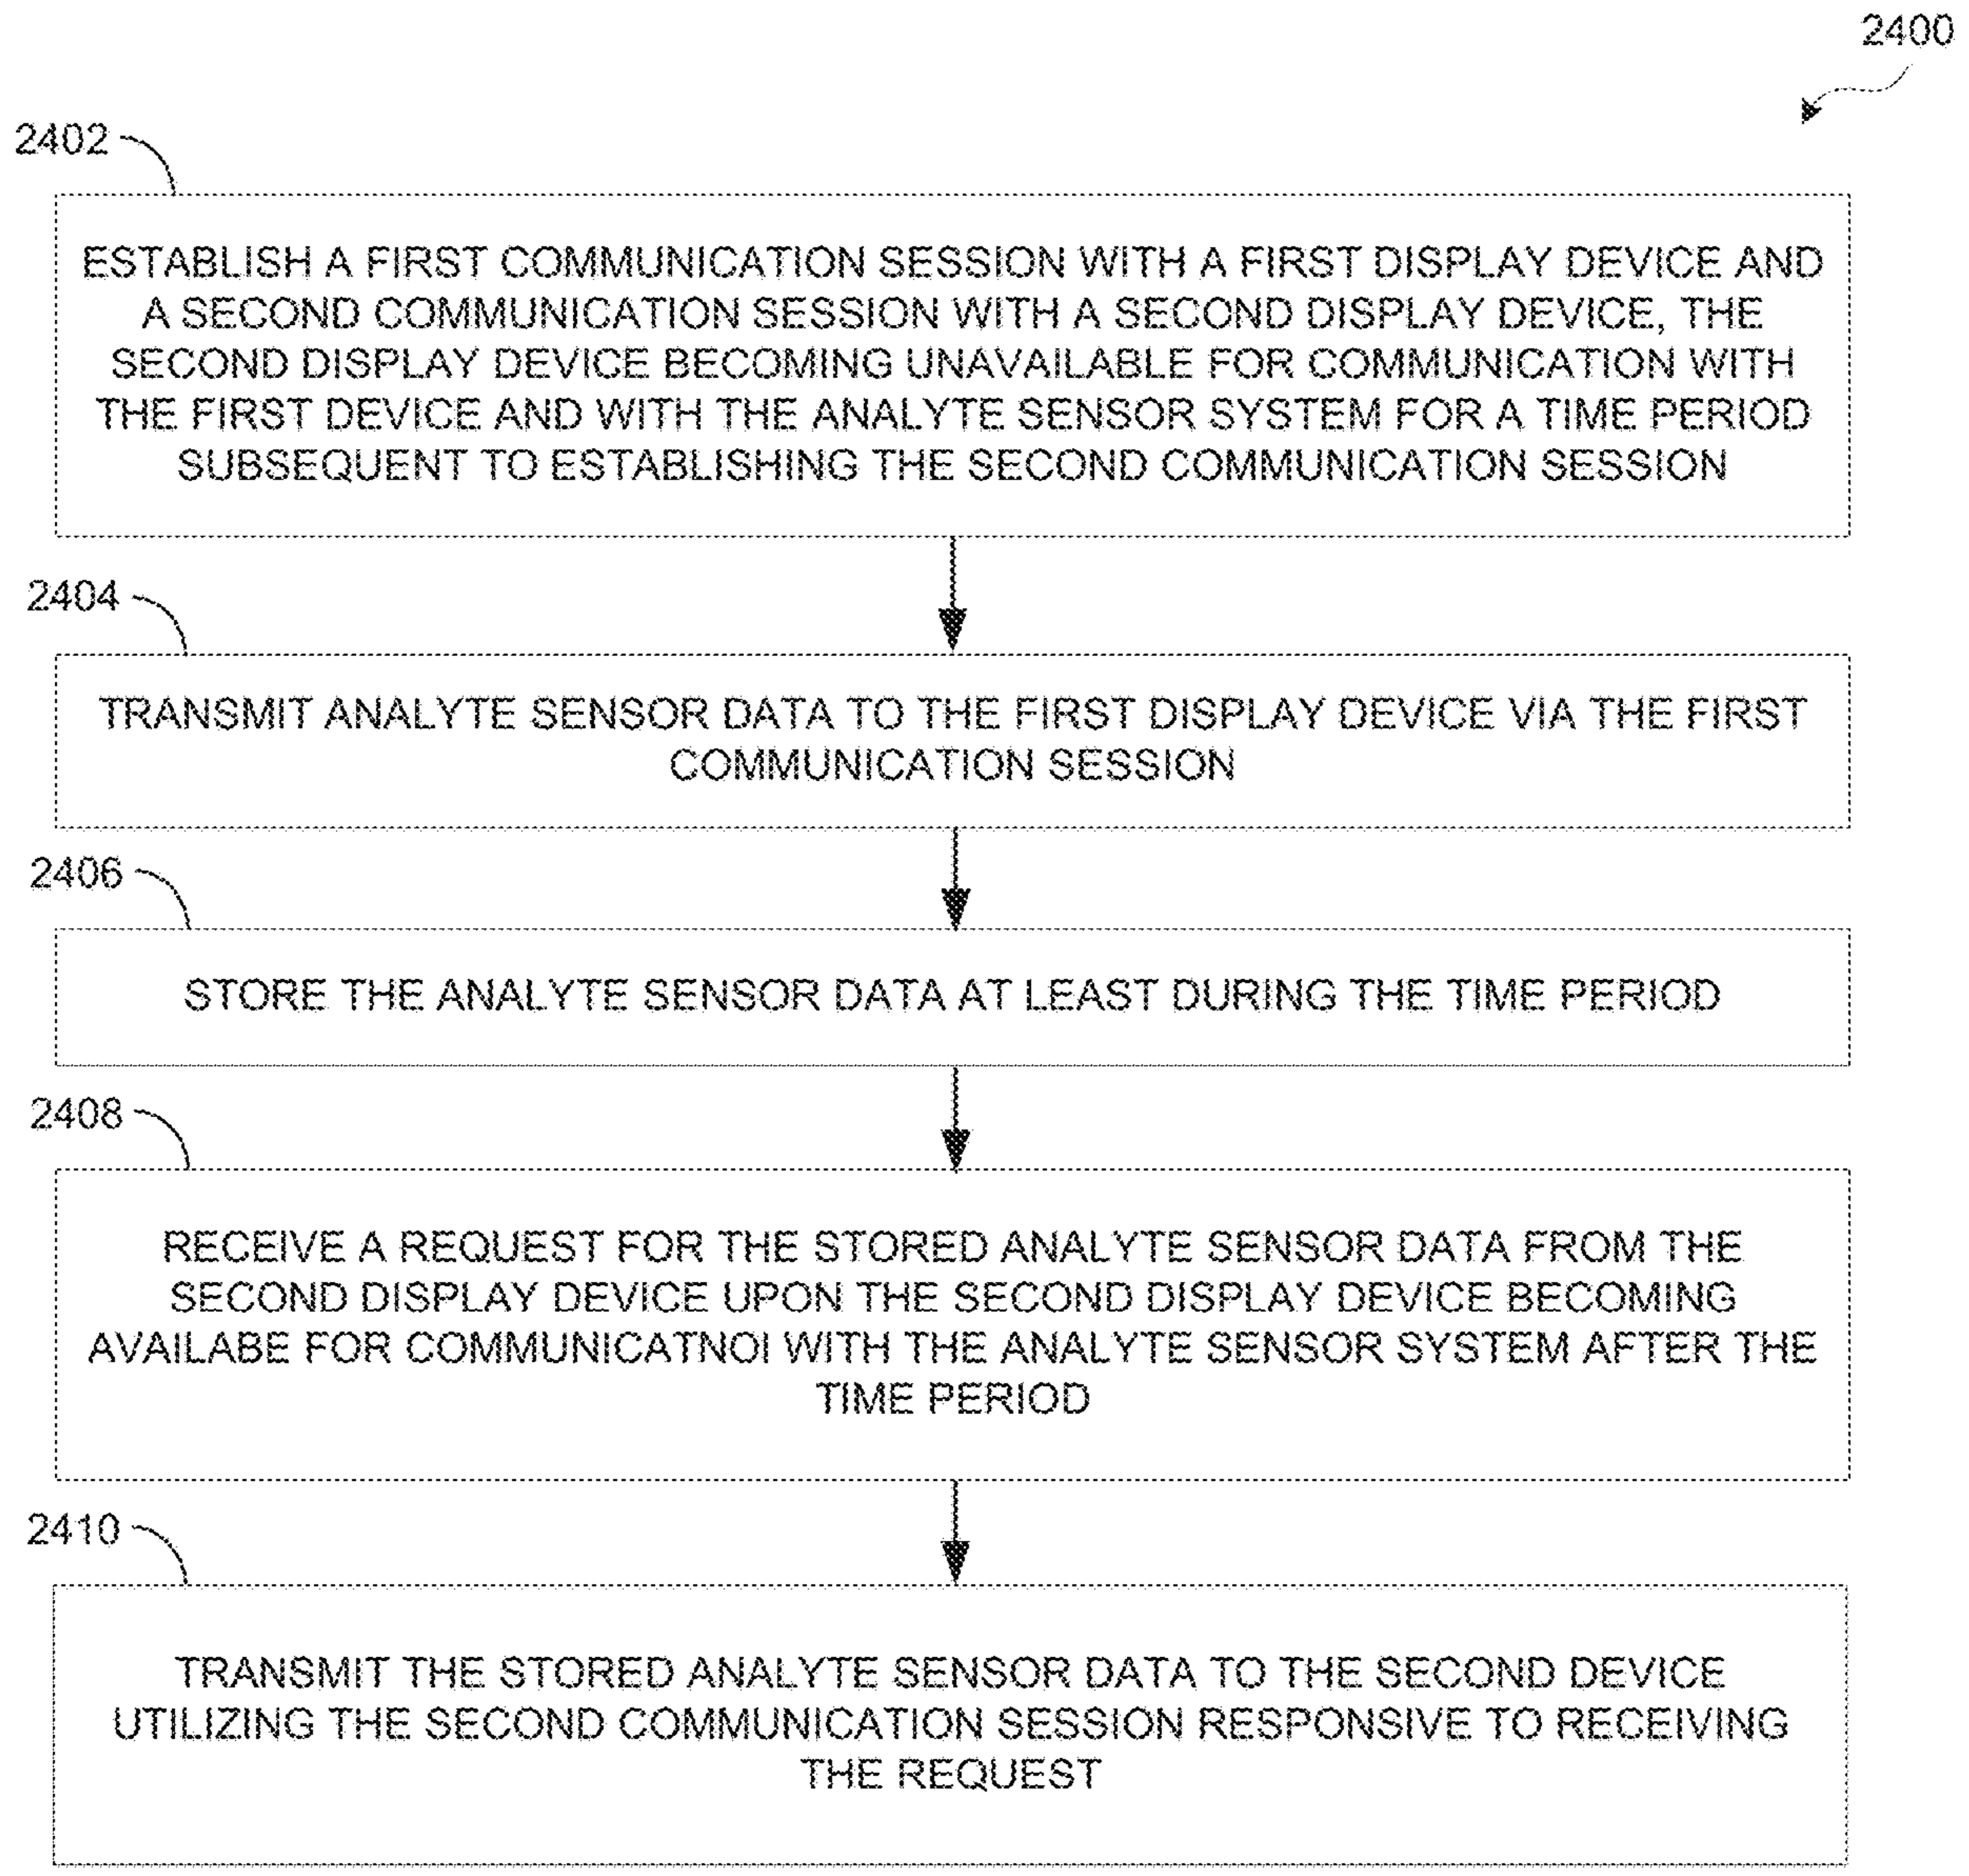 2400
2402
ESTABLISH A FIRST COMMUNICATION SESSION WITH A FIRST DISPLAY DEVICE AND
A SECOND COMMUNICATION SESSION WITH A SECOND DISPLAY DEVICE, THE
SECOND DISPLAY DEVICE BECOMING UNAVAILABLE FOR COMMUNICATION WITH
THE FIRST DEVICE AND WITH THE ANALYTE SENSOR SYSTEM FOR A TIME PERIOD
SUBSEQUENT TO ESTABLISHING THE SECOND COMMUNICATION SESSION
2404
TRANSMIT ANALYTE SENSOR DATA TO THE FIRST DISPLAY DEVICE VIA THE FIRST
COMMUNICATION SESSION
2406
STORE THE ANALYTE SENSOR DATA AT LEAST DURING THE TIME PERIOD
2408
RECEIVE A REQUEST FOR THE STORED ANALYTE SENSOR DATA FROM THE
SECOND DISPLAY DEVICE UPON THE SECOND DISPLAY DEVICE BECOMING
AVAILABE FOR COMMUNICATNOI WITH THE ANALYTE SENSOR SYSTEM AFTER THE
TIME PERIOD
2410
TRANSMIT THE STORED ANALYTE SENSOR DATA TO THE SECOND DEVICE
UTILIZING THE SECOND COMMUNICATION SESSION RESPONSIVE TO RECEIVING
THE REQUEST